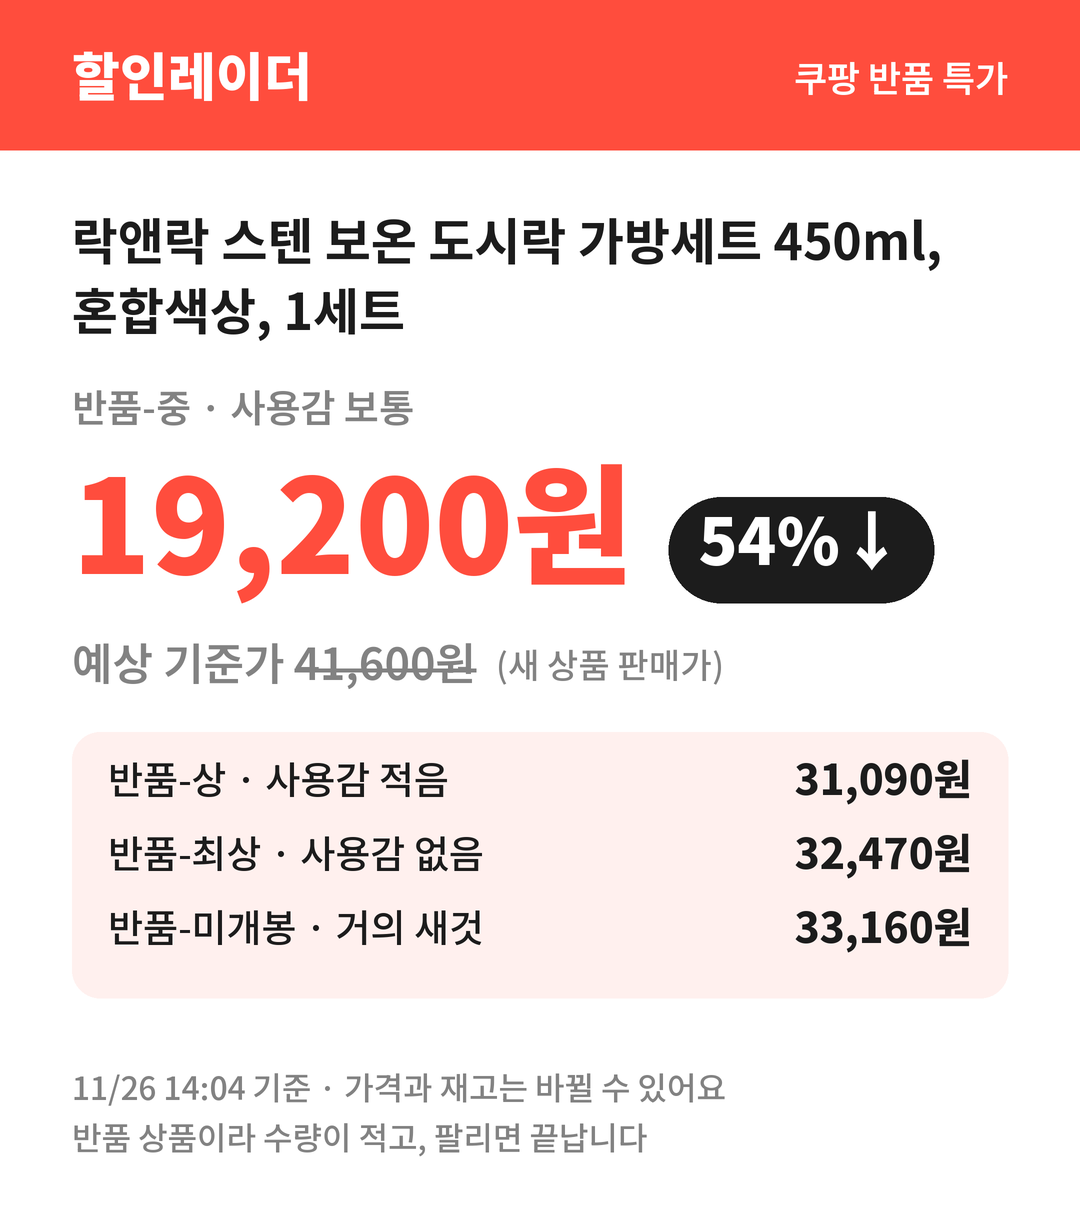 할인레이더
쿠팡 반품 특가
락앤락 스텐 보온 도시락 가방세트 450ml,
혼합색상, 1세트
반품-중 · 사용감 보통
19,200원 54%↓
예상 기준가 41,600원 (새 상품 판매가)
반품-상 · 사용감 적음 31,090원
반품-최상 · 사용감 없음 32,470원
반품-미개봉 · 거의 새것 33,160원
11/26 14:04 기준 · 가격과 재고는 바뀔 수 있어요
반품 상품이라 수량이 적고, 팔리면 끝납니다